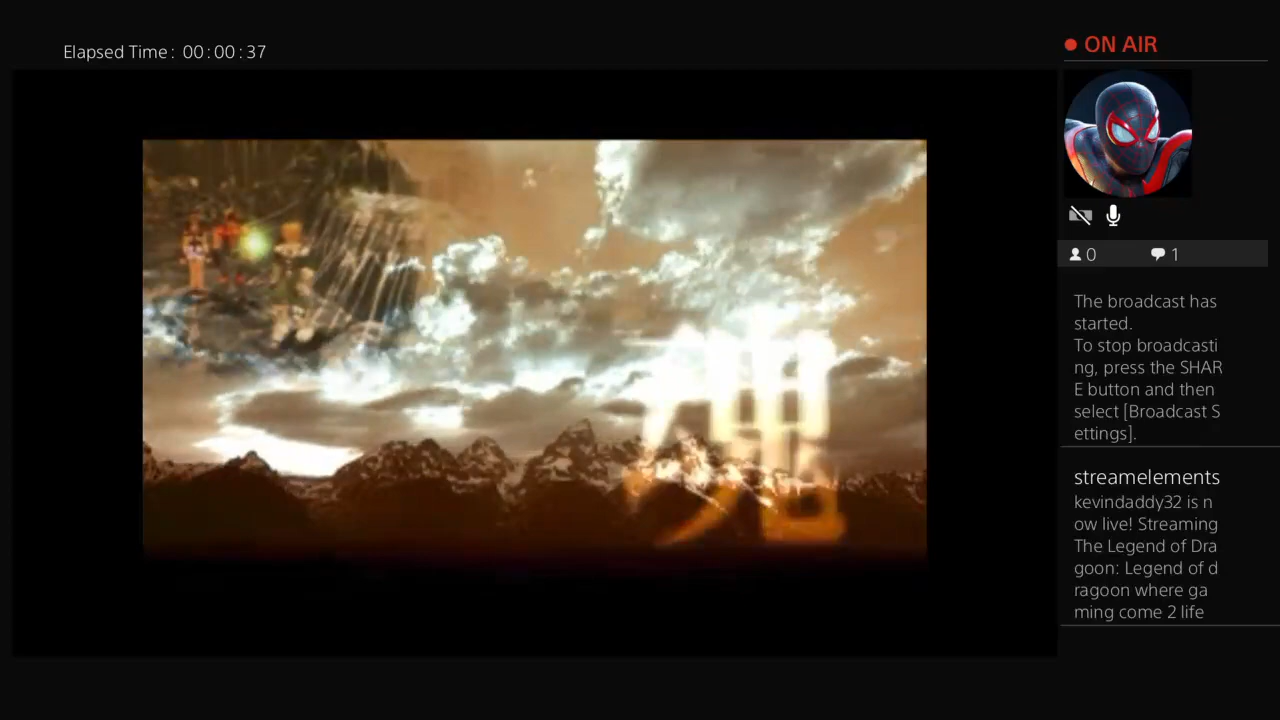 Elapsed Time: 00:00:37
ON AIR
0
1
The broadcast has
started.
To stop broadcasti
ng, press the SHAR
E button and then
select [Broadcast S
ettings].
streamelements
kevindaddy32 is n
ow live! Streaming
The Legend of Dra
goon: Legend of d
ragoon where ga
ming come 2 life